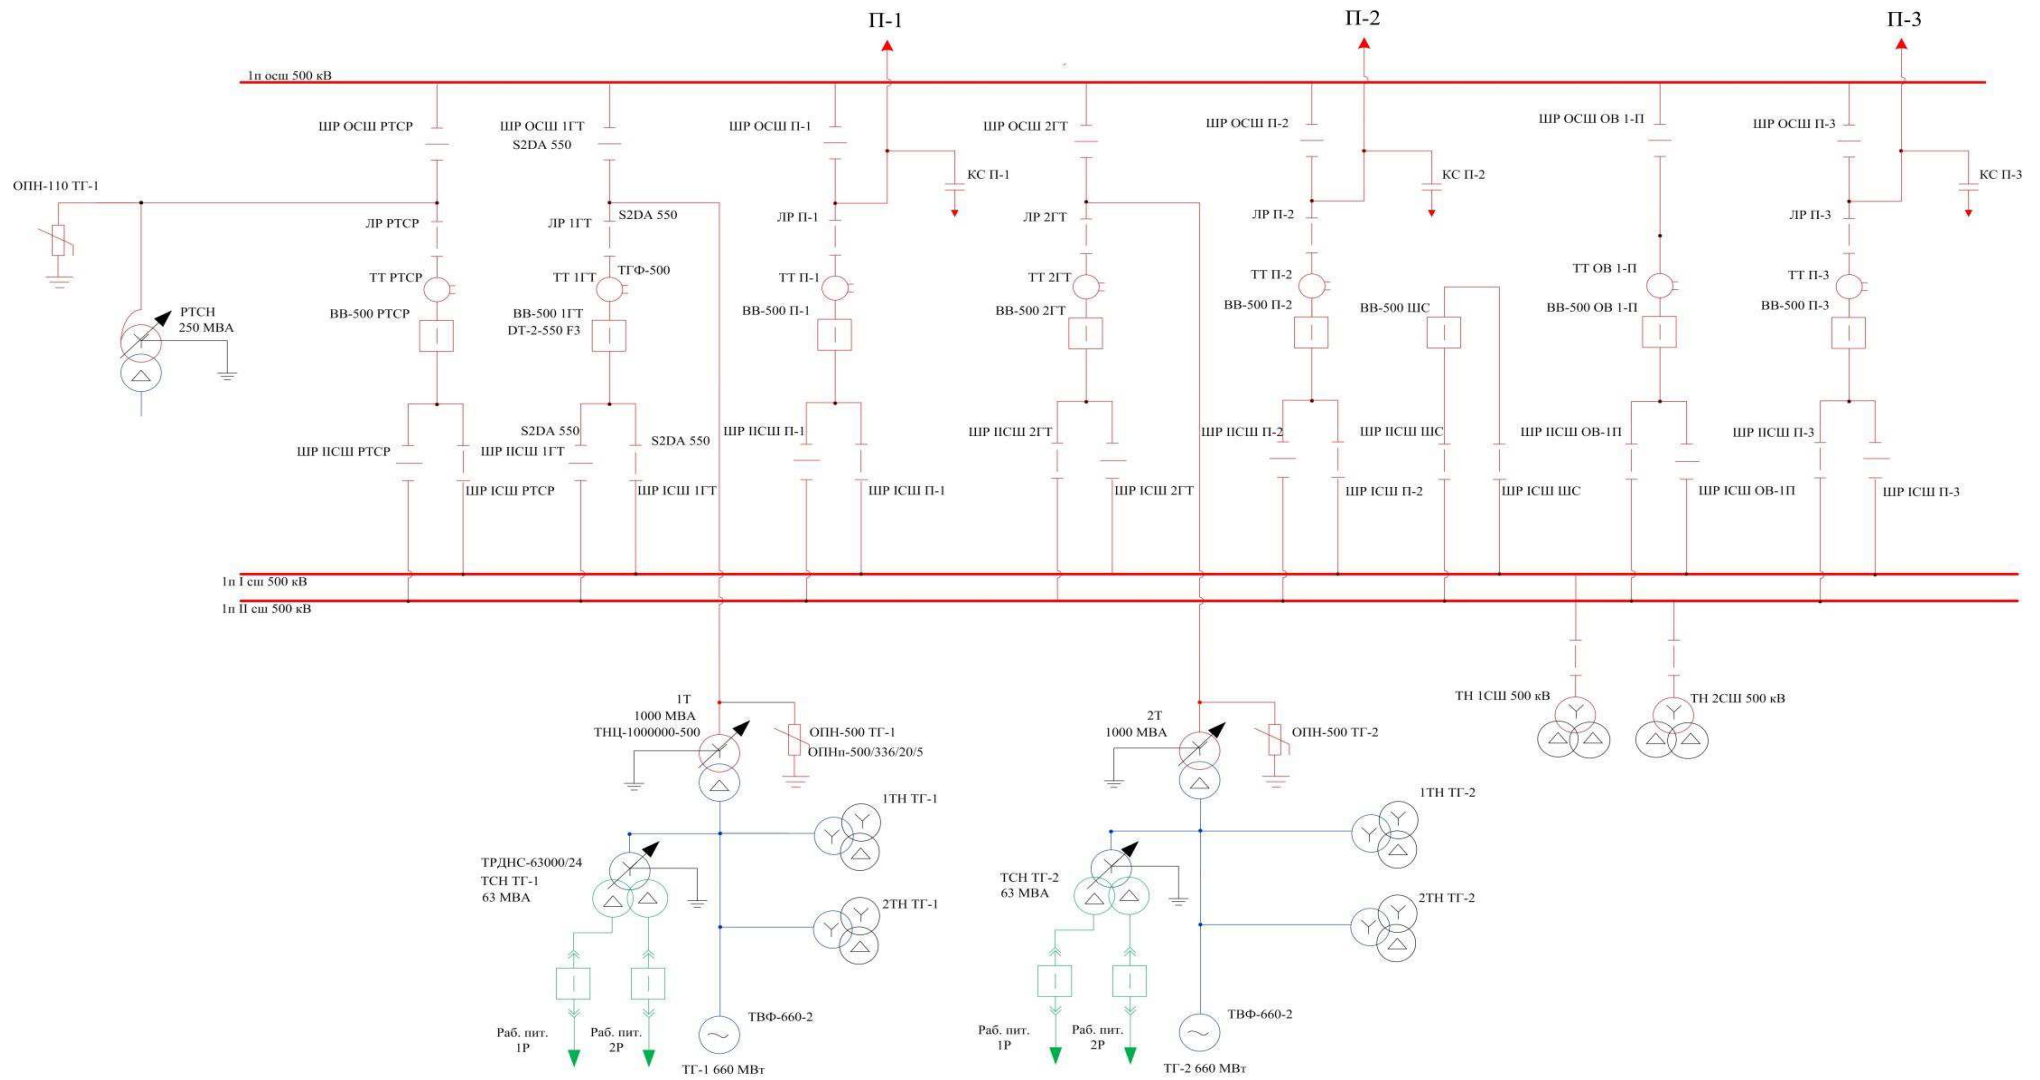 П-1
П-2
П-3
1п осш 500 кВ
ШР ОСШ РТСР
ШР ОСШ 1ГТ
S2DA 550
ШР ОСШ П-1
ШР ОСШ 2ГТ
ШР ОСШ П-2
ШР ОСШ ОВ 1-П
ШР ОСШ П-3
КС П-1
КС П-2
КС П-3
ОПН-110 ТГ-1
ЛР РТСР
ЛР 1ГТ
S2DA 550
ЛР П-1
ЛР 2ГТ
ЛР П-2
ЛР П-3
ТТ РТСР
ТТ 1ГТ
ТГФ-500
ТТ П-1
ТТ 2ГТ
ТТ П-2
ТТ ОВ 1-П
ТТ П-3
РТСН
250 МВА
ВВ-500 РТСР
ВВ-500 1ГТ
DT-2-550 F3
ВВ-500 П-1
ВВ-500 2ГТ
ВВ-500 П-2
ВВ-500 ШС
ВВ-500 ОВ 1-П
ВВ-500 П-3
ШР IIСШ РТСР
S2DA 550
ШР IIСШ 1ГТ
S2DA 550
ШР IIСШ П-1
ШР IIСШ 2ГТ
ШР IIСШ П-2
ШР IIСШ ШС
ШР IIСШ ОВ-1П
ШР IIСШ П-3
ШР IСШ РТСР
ШР IСШ 1ГТ
ШР IСШ П-1
ШР IСШ 2ГТ
ШР IСШ П-2
ШР IСШ ШС
ШР IСШ ОВ-1П
ШР IСШ П-3
1п I сш 500 кВ
1п II сш 500 кВ
1Т
1000 МВА
ТНЦ-1000000-500
ОПН-500 ТГ-1
ОПНп-500/336/20/5
2Т
1000 МВА
ОПН-500 ТГ-2
ТН 1СШ 500 кВ
ТН 2СШ 500 кВ
1ТН ТГ-1
1ТН ТГ-2
ТРДНС-63000/24
ТСН ТГ-1
63 МВА
ТСН ТГ-2
63 МВА
2ТН ТГ-1
2ТН ТГ-2
Раб. пит.
1Р
Раб. пит.
2Р
ТВФ-660-2
ТГ-1 660 МВт
Раб. пит.
1Р
Раб. пит.
2Р
ТВФ-660-2
ТГ-2 660 МВт